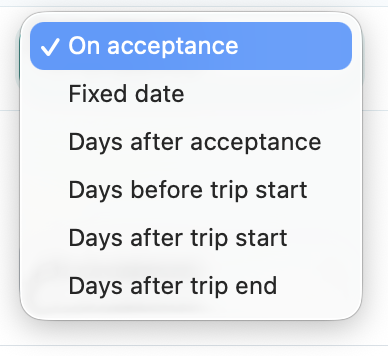 ✓ On acceptance
Fixed date
Days after acceptance
Days before trip start
Days after trip start
Days after trip end